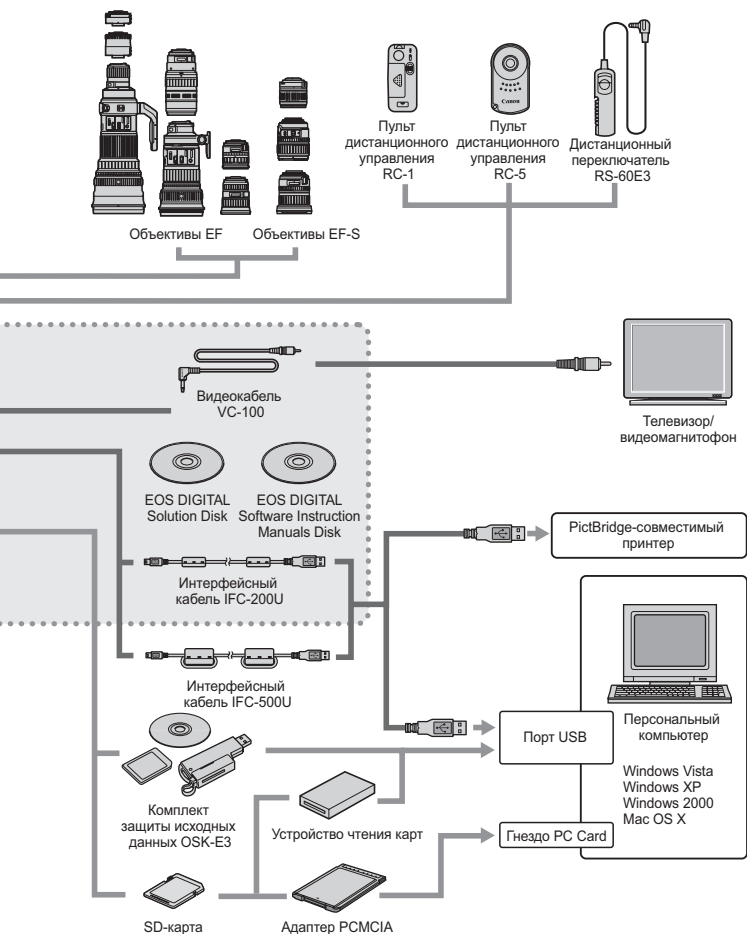 Canon
Пульт
дистанционного
управления
RC-1
Пульт
дистанционного
управления
RC-5
Дистанционный
переключатель
RS-60E3
Объективы EF
Объективы EF-S
Видеокабель
VC-100
Телевизор/
видеомагнитофон
EOS DIGITAL
Solution Disk
EOS DIGITAL
Software Instruction
Manuals Disk
PictBridge-совместимый
принтер
Интерфейсный
кабель IFC-200U
Интерфейсный
кабель IFC-500U
Порт USB
Персональный
компьютер
Windows Vista
Windows XP
Windows 2000
Mac OS X
Комплект
защиты исходных
данных OSK-E3
Устройство чтения карт
Гнездо PC Card
SD-карта
Адаптер PCMCIA